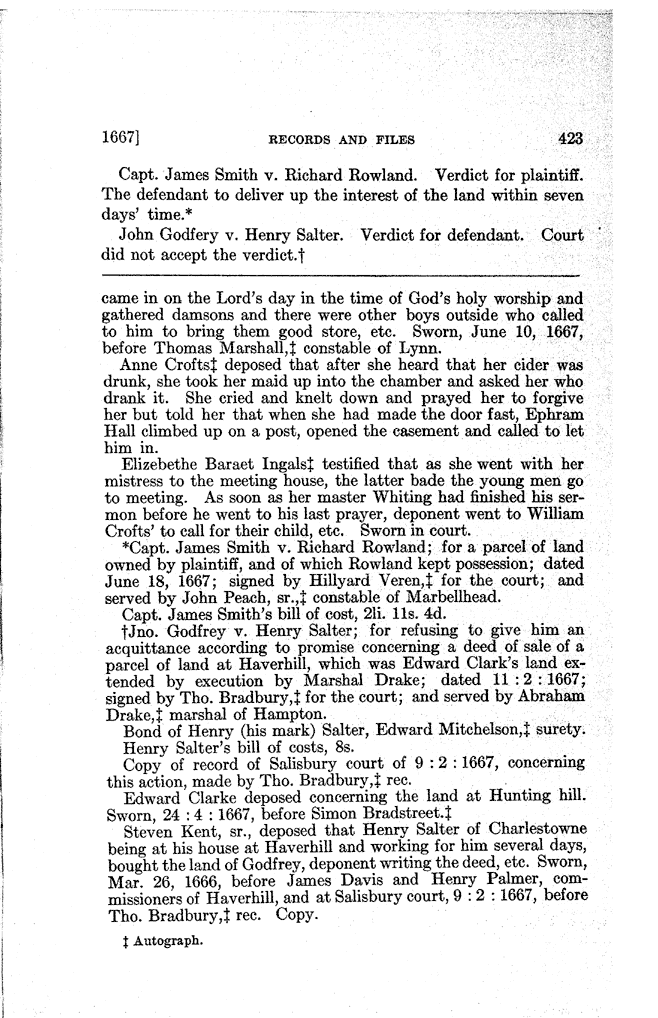 1667] RECORDS AND FILES 423
Capt. James Smith v. Richard Rowland. Verdict for plaintiff.
The defendant to deliver up the interest of the land within seven
days' time.*
John Godfery v. Henry Salter. Verdict for defendant. Court
did not accept the verdict.†
came in on the Lord's day in the time of God's holy worship and
gathered damsons and there were other boys outside who called
to him to bring them good store, etc. Sworn, June 10, 1667,
before Thomas Marshall,‡ constable of Lynn.
Anne Crofts‡ deposed that after she heard that her cider was
drunk, she took her maid up into the chamber and asked her who
drank it. She cried and knelt down and prayed her to forgive
her but told her that when she had made the door fast, Ephram
Hall climbed up on a post, opened the casement and called to let
him in.
Elizebethe Baraet Ingals‡ testified that as she went with her
mistress to the meeting house, the latter bade the young men go
to meeting. As soon as her master Whiting had finished his ser-
mon before he went to his last prayer, deponent went to William
Crofts' to call for their child, etc. Sworn in court.
*Capt. James Smith v. Richard Rowland; for a parcel of land
owned by plaintiff, and of which Rowland kept possession; dated
June 18, 1667; signed by Hillyard Veren,‡ for the court; and
served by John Peach, sr.,‡ constable of Marbellhead.
Capt. James Smith's bill of cost, 2li. 11s. 4d.
†Jno. Godfrey v. Henry Salter; for refusing to give him an
acquittance according to promise concerning a deed of sale of a
parcel of land at Haverhill, which was Edward Clark's land ex-
tended by execution by Marshal Drake; dated 11 : 2 : 1667;
signed by Tho. Bradbury,‡ for the court; and served by Abraham
Drake,‡ marshal of Hampton.
Bond of Henry (his mark) Salter, Edward Mitchelson,‡ surety.
Henry Salter's bill of costs, 8s.
Copy of record of Salisbury court of 9 : 2 : 1667, concerning
this action, made by Tho. Bradbury,‡ rec.
Edward Clarke deposed concerning the land at Hunting hill.
Sworn, 24 : 4 : 1667, before Simon Bradstreet.‡
Steven Kent, sr., deposed that Henry Salter of Charlestowne
being at his house at Haverhill and working for him several days,
bought the land of Godfrey, deponent writing the deed, etc. Sworn,
Mar. 26, 1666, before James Davis and Henry Palmer, com-
missioners of Haverhill, and at Salisbury court, 9 : 2 : 1667, before
Tho. Bradbury,‡ rec. Copy.
‡ Autograph.